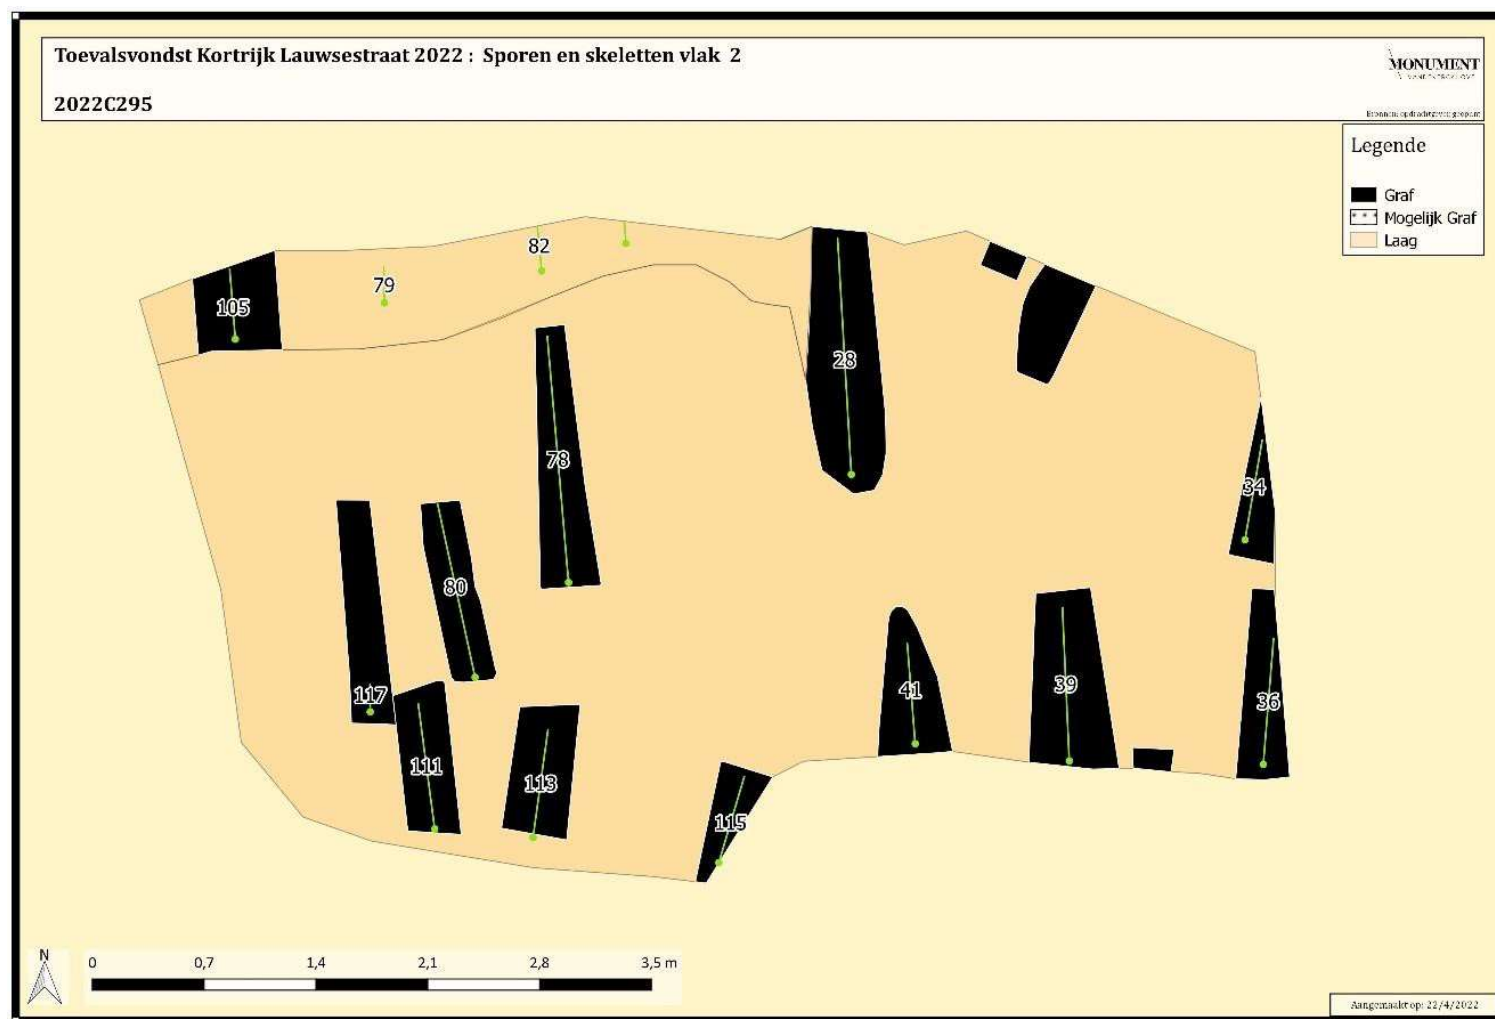 Toevalsvondst Kortrijk Lauwsestraat 2022 : Sporen en skeletten vlak 2
2022C295
MONUMENT
Legende
Graf
Mogelijk Graf
Laag
82
79
105
28
78
34
80
117
41
39
36
111
113
115
N
0 0,7 1,4 2,1 2,8 3,5 m
Aangemaakt op: 22/4/2022